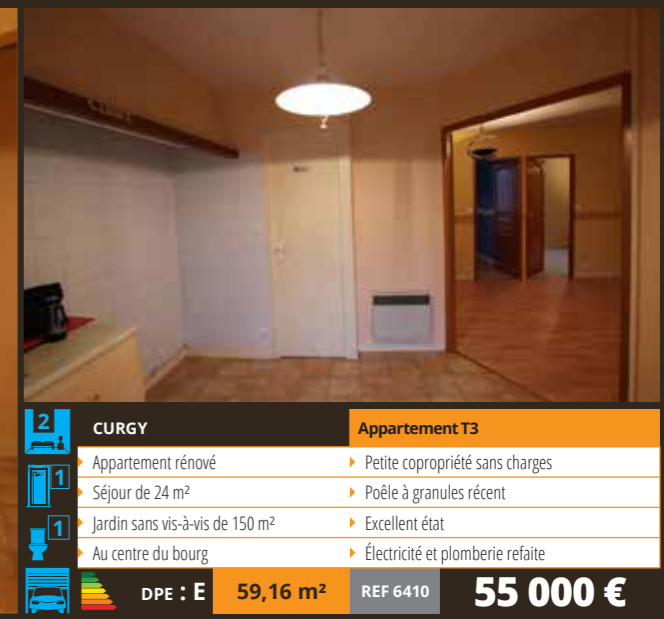 2
CURGY
Appartement T3
1
Appartement rénové
Petite copropriété sans charges
Séjour de 24 m²
Poêle à granules récent
1
Jardin sans vis-à-vis de 150 m²
Excellent état
Au centre du bourg
Électricité et plomberie refaite
DPE : E
59,16 m²
REF 6410
55 000 €